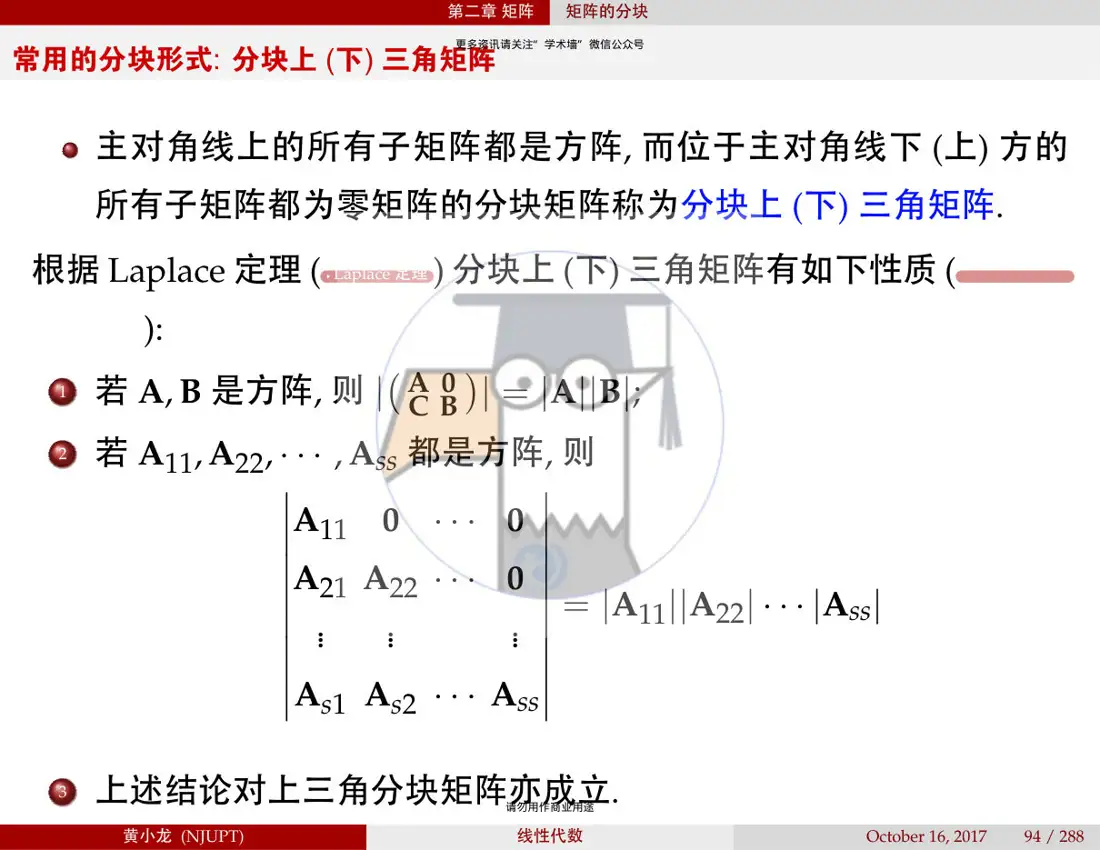 第二章 矩阵 矩阵的分块
更多资讯请关注“学术墙”微信公众号
常用的分块形式: 分块上 (下) 三角矩阵
主对角线上的所有子矩阵都是方阵, 而位于主对角线下 (上) 方的
所有子矩阵都为零矩阵的分块矩阵称为分块上 (下) 三角矩阵.
根据 Laplace 定理 ( Laplace 定理 ) 分块上 (下) 三角矩阵有如下性质 (
):
1 若 A, B 是方阵, 则 |( A 0
C B )| = |A||B|;
2 若 A11, A22, · · · , Ass 都是方阵, 则
A11 0 · · · 0
A21 A22 · · · 0
⋮ ⋮ ⋮
= |A11||A22| · · · |Ass|
As1 As2 · · · Ass
3 上述结论对上三角分块矩阵亦成立.
请勿用作商业用途
黄小龙 (NJUPT) 线性代数 October 16, 2017 94 / 288